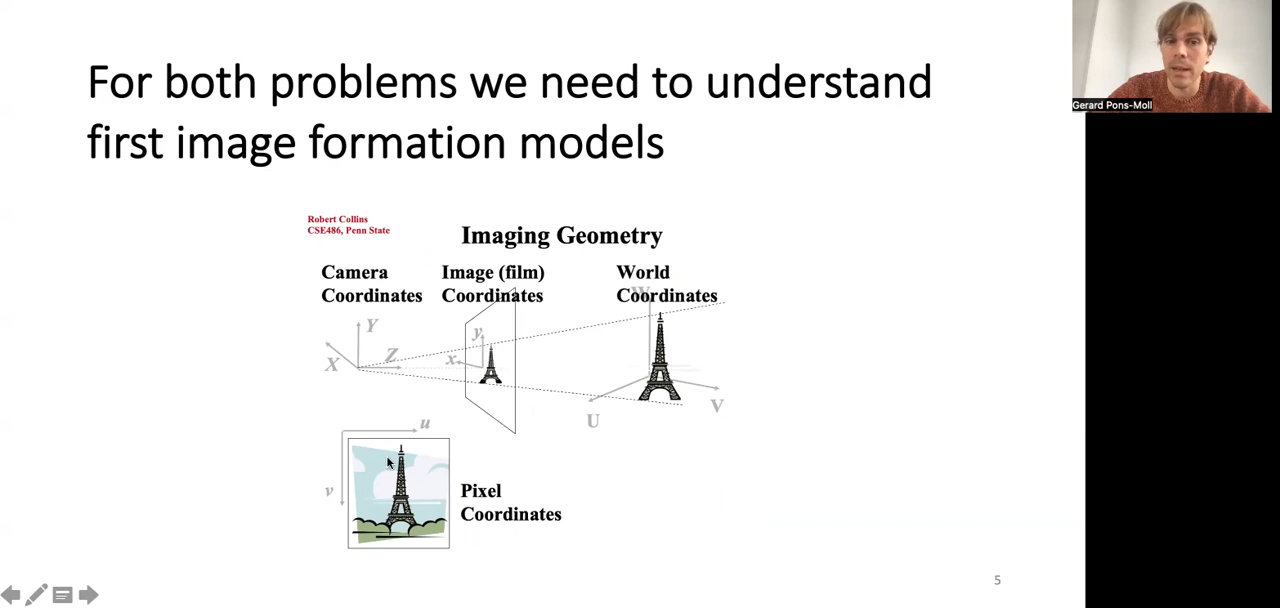 For both problems we need to understand
first image formation models
Gerard Pons-Moll
Robert Collins
CSE486, Penn State
Imaging Geometry
Camera
Coordinates
Image (film)
Coordinates
World
Coordinates
W
Y
X
Z
y
x
U
V
u
v
Pixel
Coordinates
5